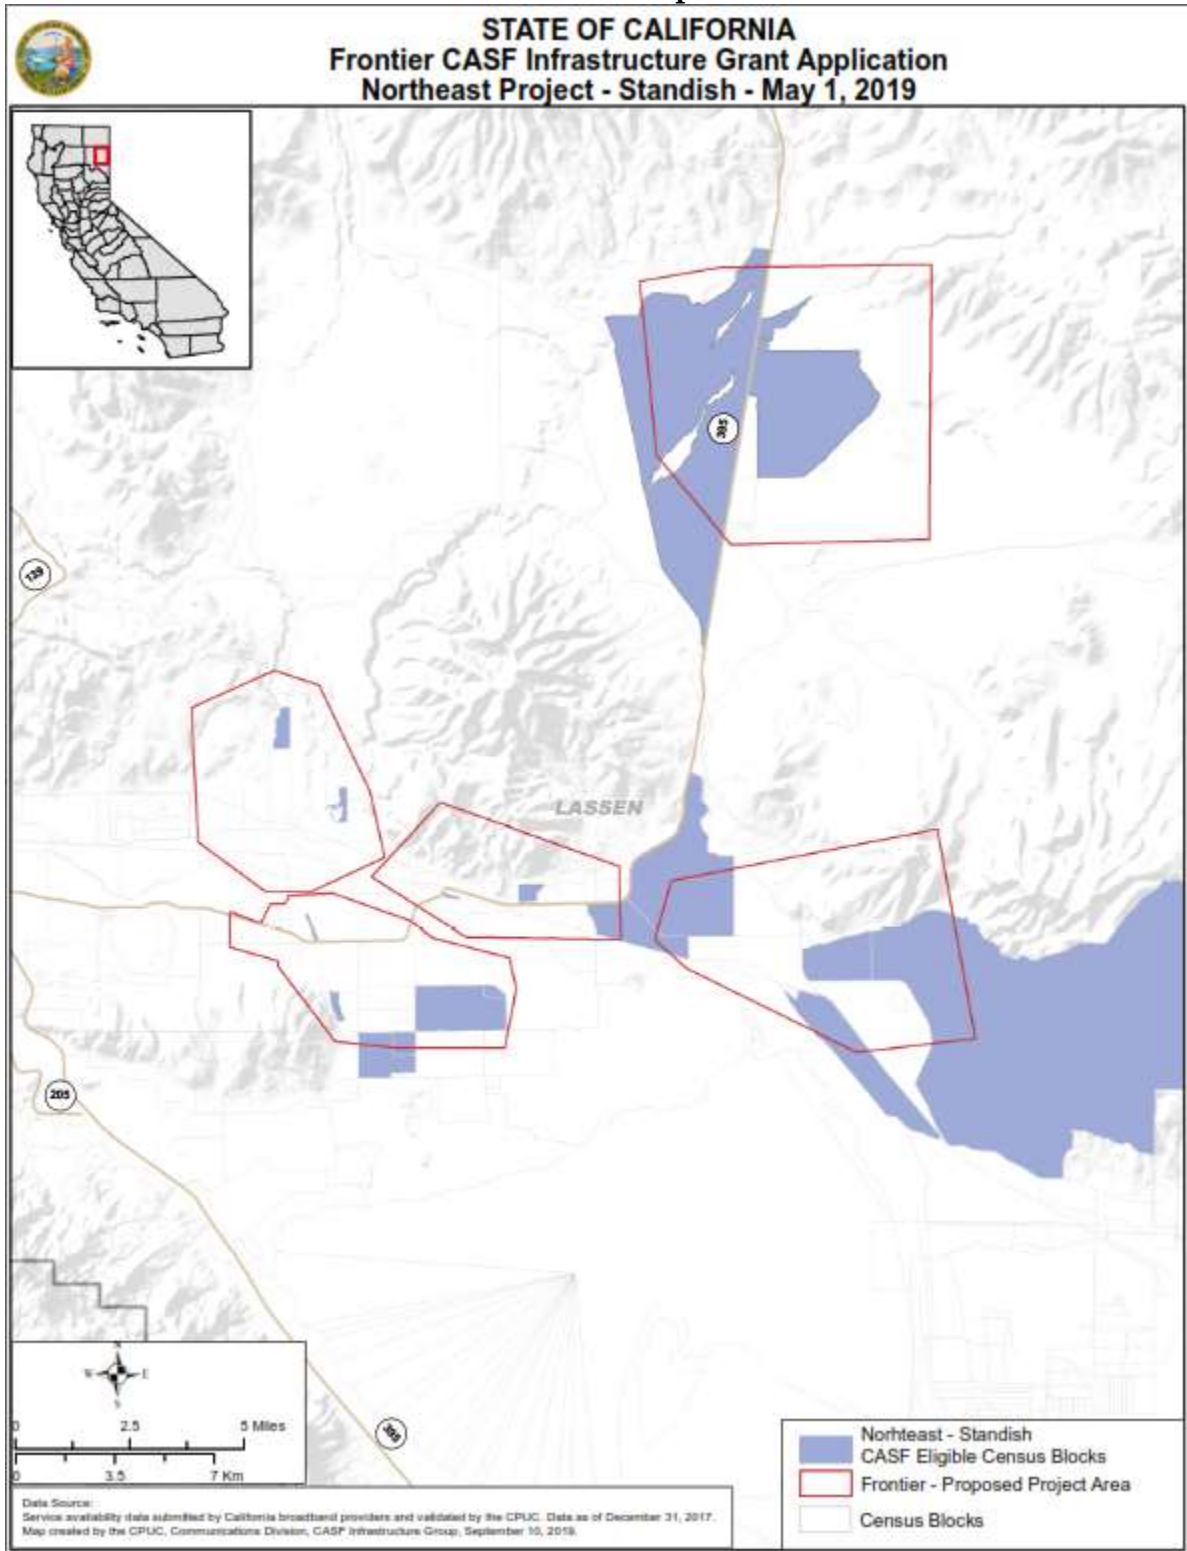 STATE OF CALIFORNIA
Frontier CASF Infrastructure Grant Application
Northeast Project - Standish - May 1, 2019
395
139
LASSEN
205
395
N
W
E
S
0
2.5
5 Miles
0
3.5
7 Km
Norhteast - Standish
CASF Eligible Census Blocks
Frontier - Proposed Project Area
Census Blocks
Data Source:
Service availability data submitted by California broadband providers and validated by the CPUC. Data as of December 31, 2017.
Map created by the CPUC, Communications Division, CASF Infrastructure Group, September 10, 2019.